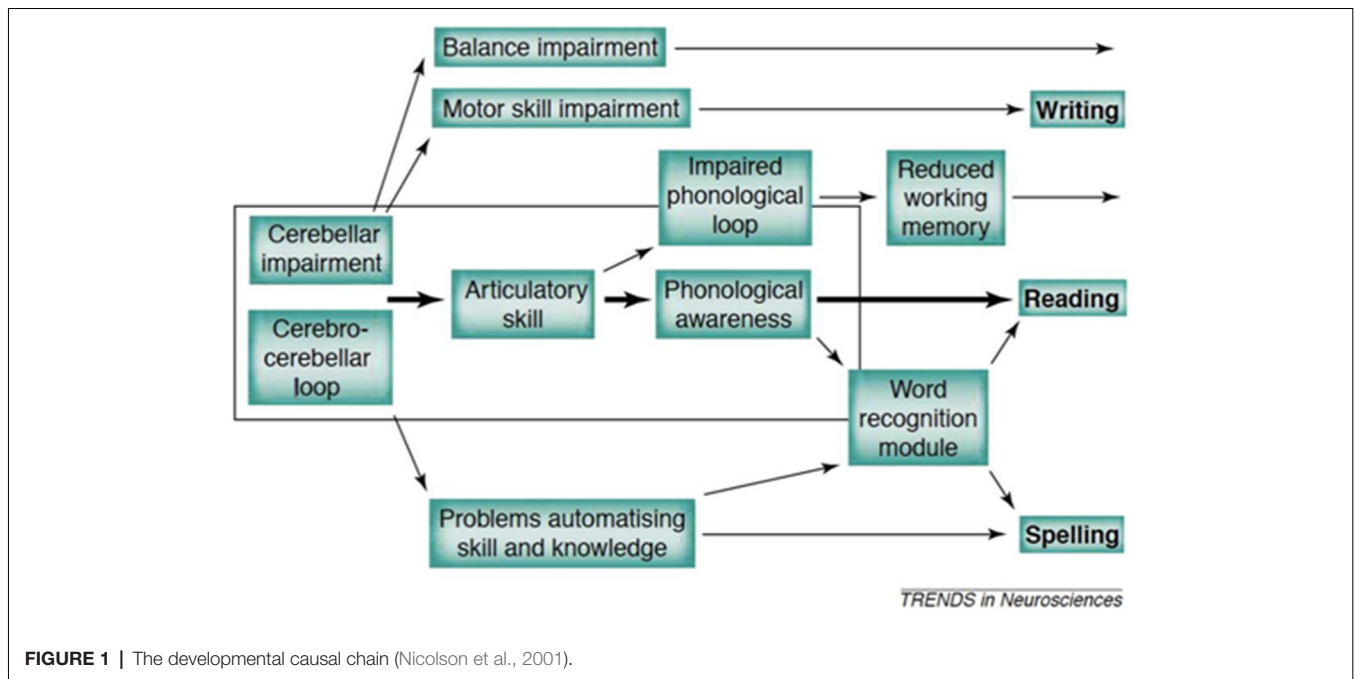 Balance impairment
Motor skill impairment
Writing
Impaired
phonological
loop
Reduced
working
memory
Cerebellar
impairment
Articulatory
skill
Phonological
awareness
Reading
Cerebro-
cerebellar
loop
Word
recognition
module
Problems automatising
skill and knowledge
Spelling
TRENDS in Neurosciences
FIGURE 1 | The developmental causal chain (Nicolson et al., 2001).